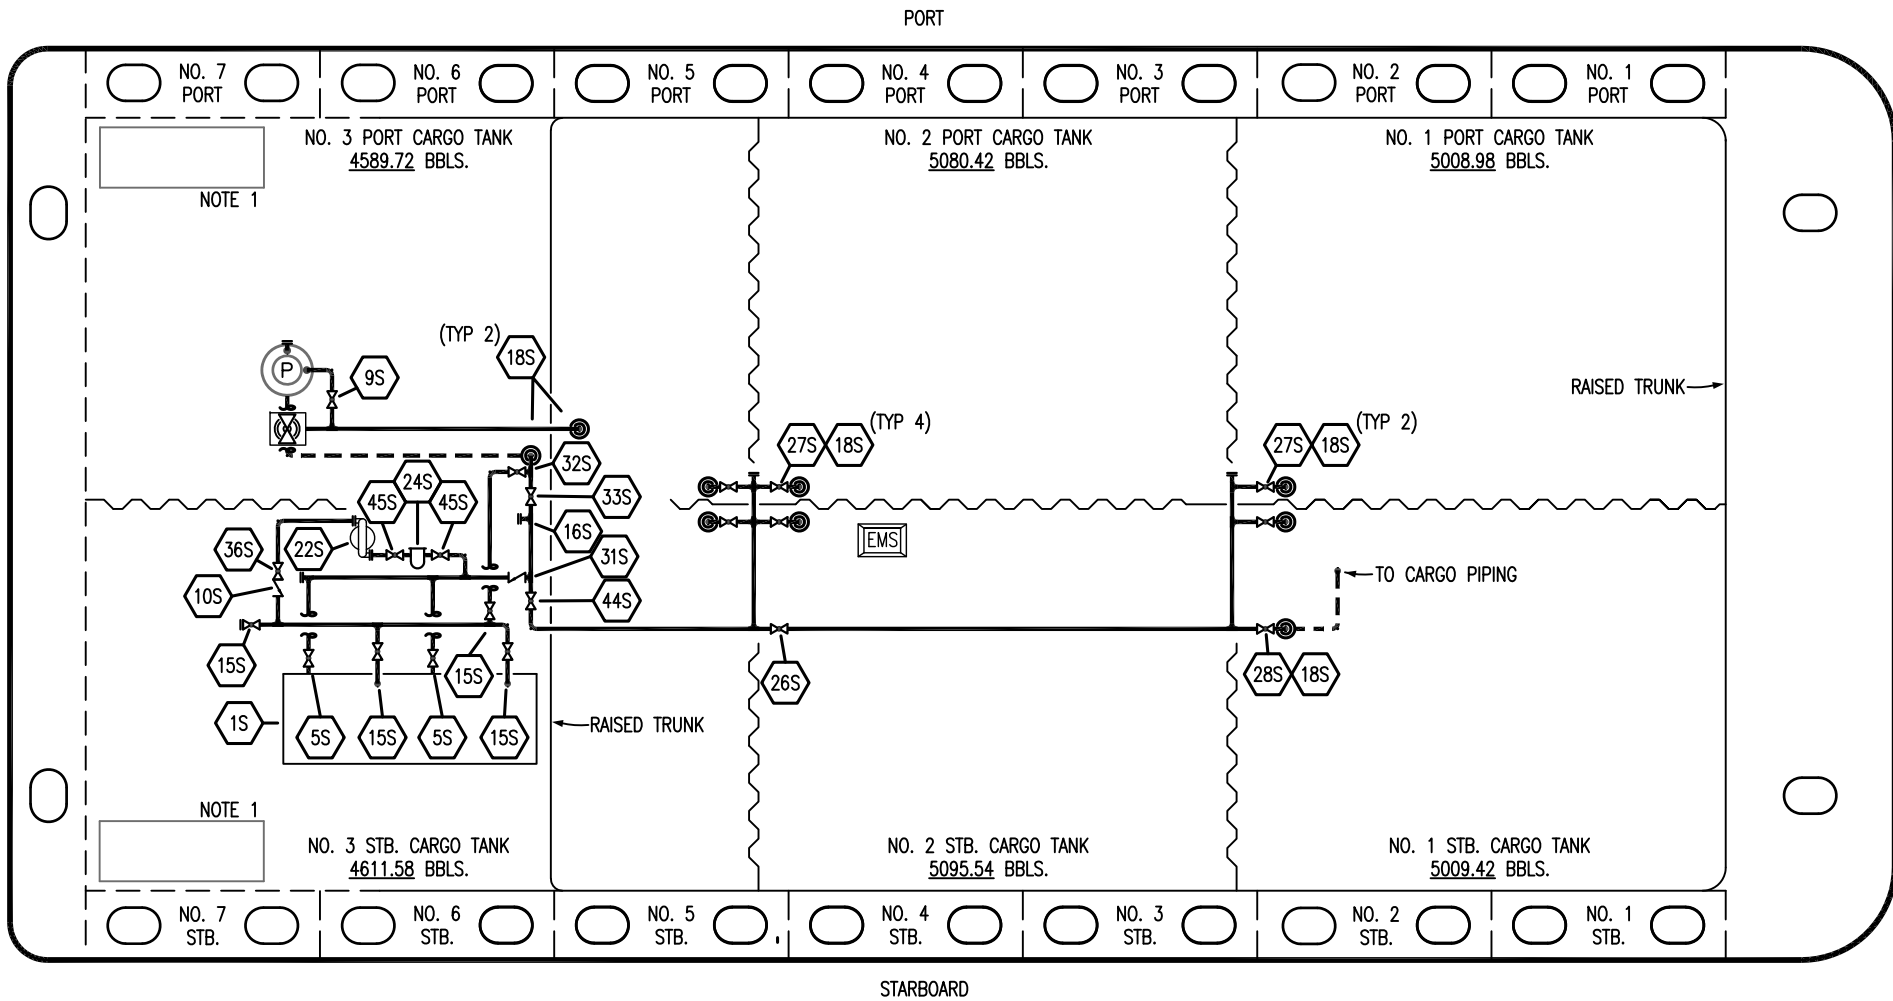 PORT
NO. 7
PORT
NO. 6
PORT
NO. 5
PORT
NO. 4
PORT
NO. 3
PORT
NO. 2
PORT
NO. 1
PORT
NO. 3 PORT CARGO TANK
4589.72 BBLS.
NO. 2 PORT CARGO TANK
5080.42 BBLS.
NO. 1 PORT CARGO TANK
5008.98 BBLS.
NOTE 1
(TYP 2)
18S
P
9S
RAISED TRUNK
(TYP 4)
27S
18S
(TYP 2)
27S
18S
32S
24S
45S
45S
33S
16S
EMS
36S
22S
31S
10S
44S
TO CARGO PIPING
15S
15S
26S
28S
18S
1S
5S
15S
5S
15S
RAISED TRUNK
NOTE 1
NO. 3 STB. CARGO TANK
4611.58 BBLS.
NO. 2 STB. CARGO TANK
5095.54 BBLS.
NO. 1 STB. CARGO TANK
5009.42 BBLS.
NO. 7
STB.
NO. 6
STB.
NO. 5
STB.
NO. 4
STB.
NO. 3
STB.
NO. 2
STB.
NO. 1
STB.
STARBOARD